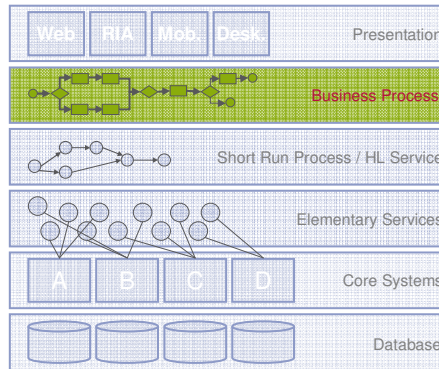 Web RIA Mob. Desk. Presentation
Business Process
Short Run Process / HL Service
Elementary Services
A B C D Core Systems
Database